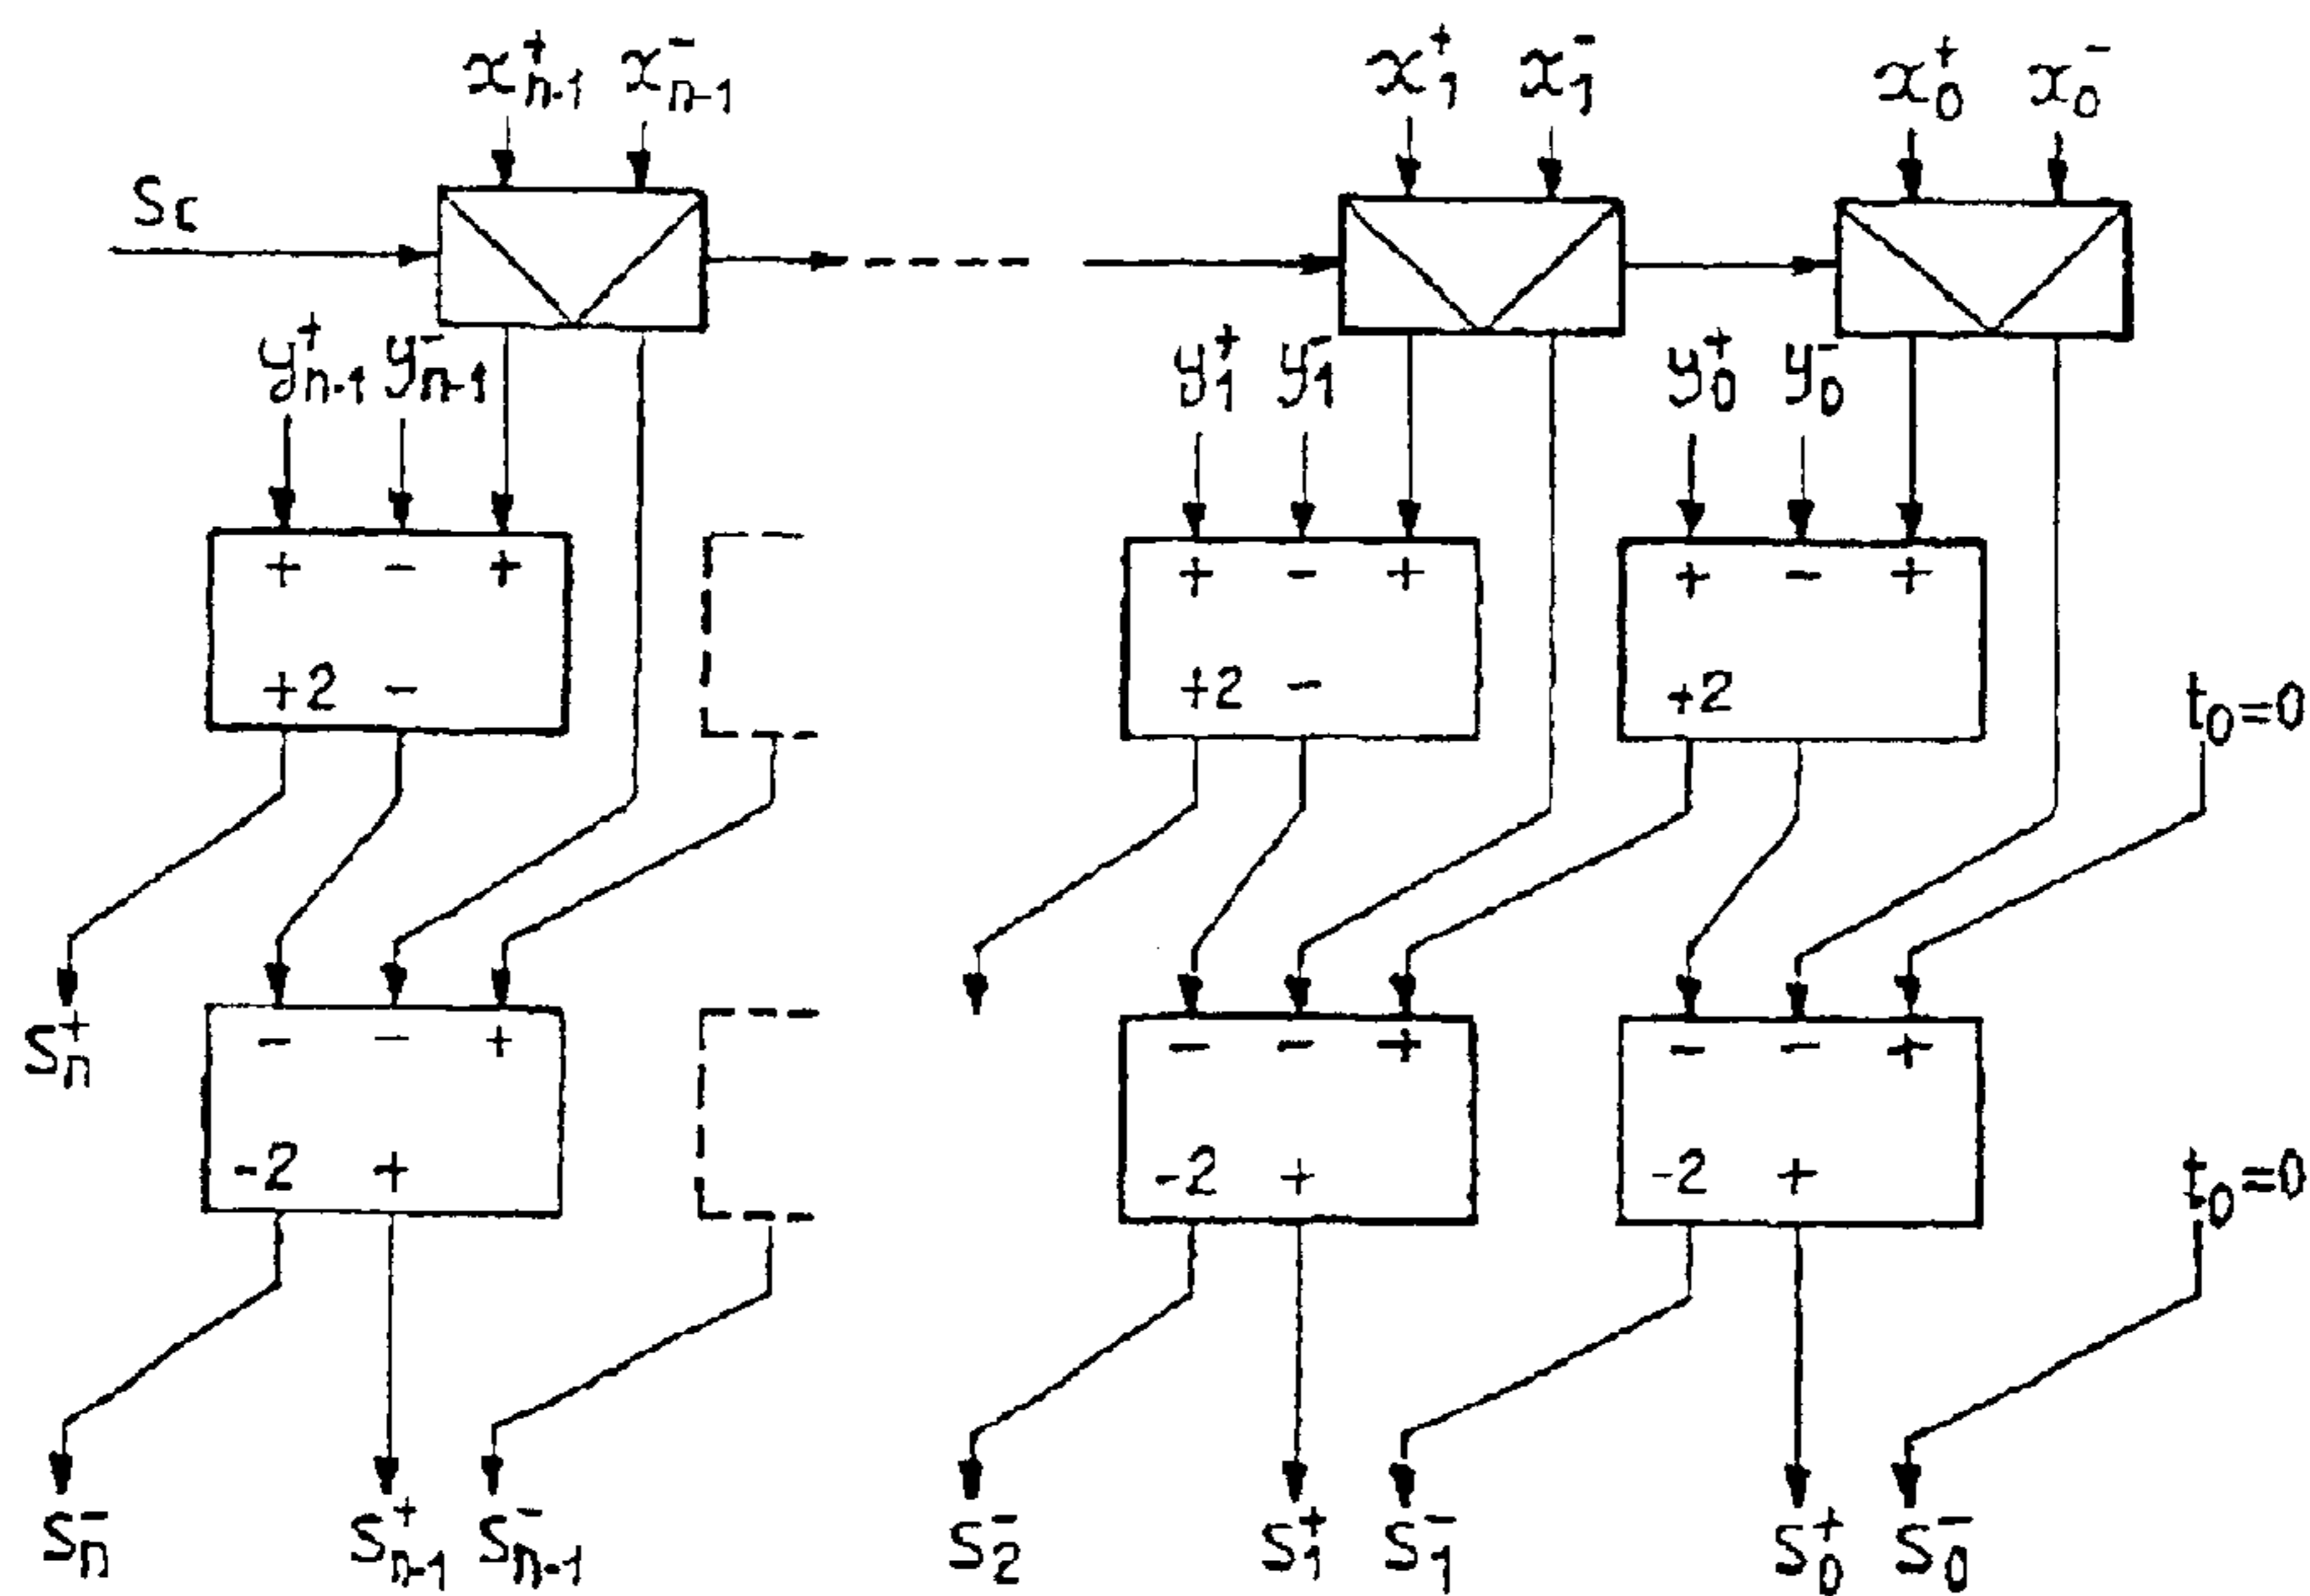 x⁺ₙ₋₁ x⁻ₙ₋₁ x⁺₁ x⁻₁ x⁺₀ x⁻₀
Sc
y⁺ₙ₋₁ y⁻ₙ₋₁ y⁺₁ y⁻₁ y⁺₀ y⁻₀
+ − + + − + + − +
+2 − +2 − +2 t₀=0
S⁺ₙ
− − + − − + − − +
-2 + -2 + -2 + t₀=0
S⁻ₙ S⁺ₙ₋₁ S⁻ₙ₋₁ S⁻₂ S⁺₁ S⁻₁ S⁺₀ S⁻₀